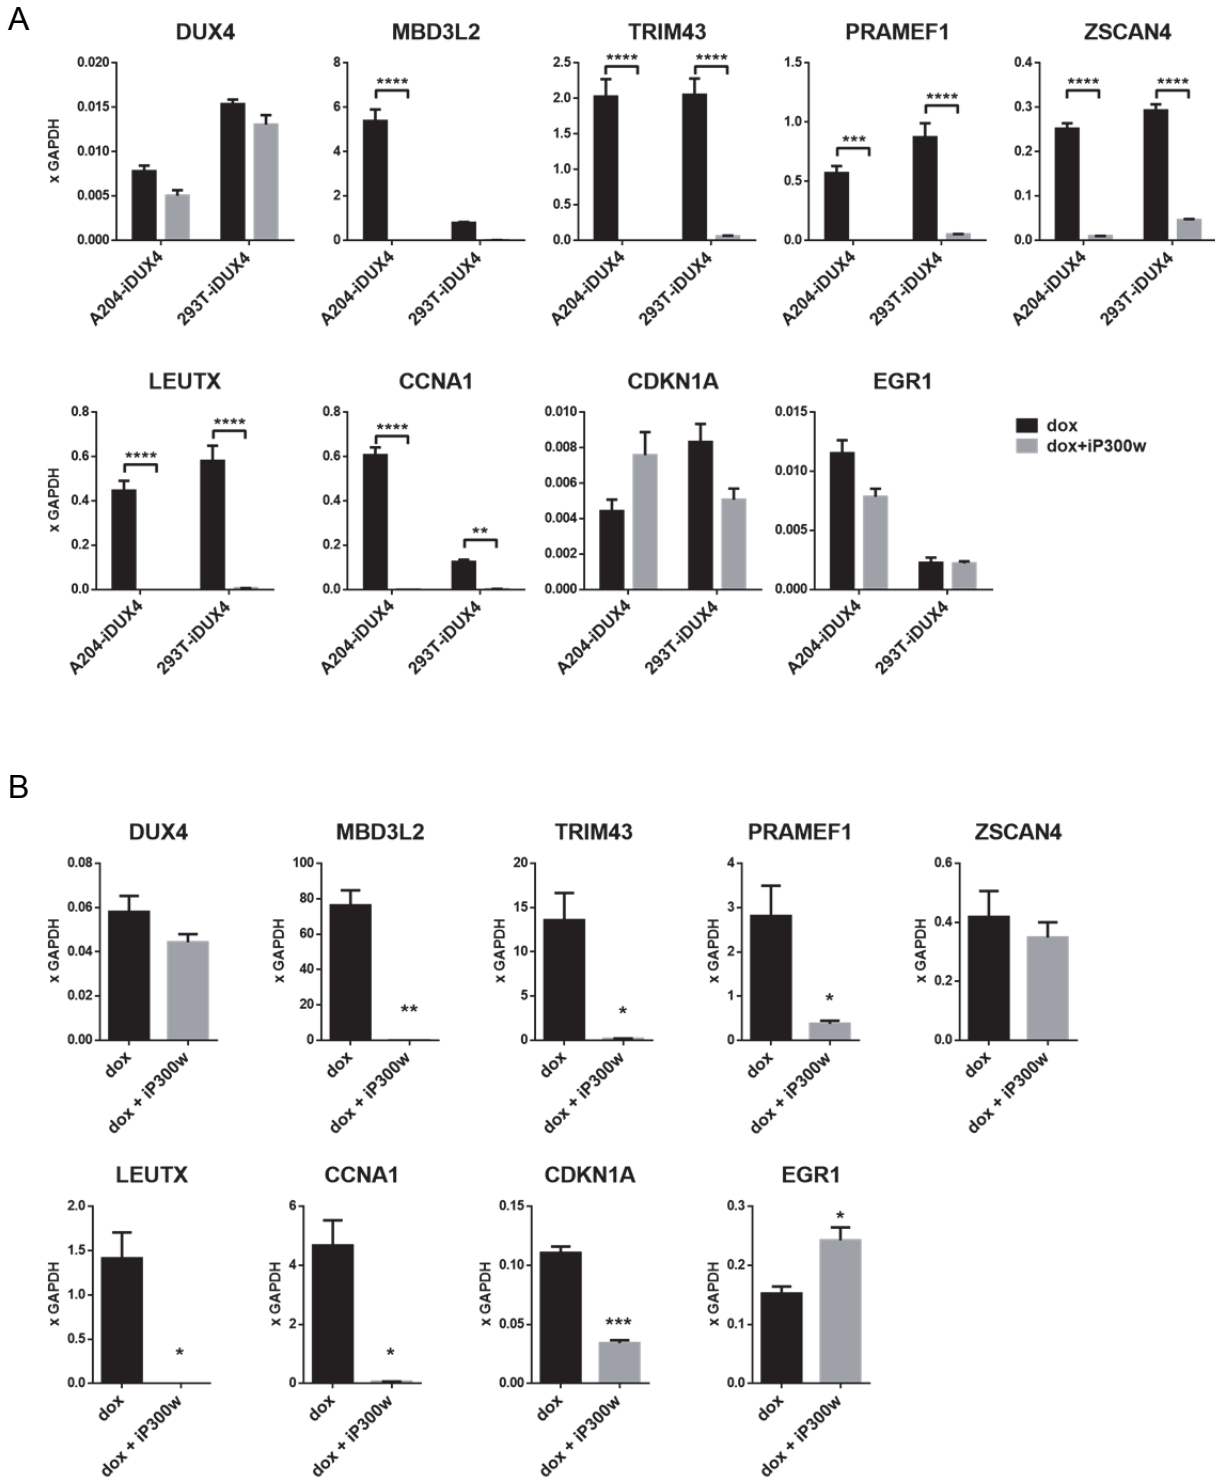 A
DUX4
MBD3L2
TRIM43
PRAMEF1
ZSCAN4
x GAPDH
0.020
0.015
0.010
0.005
0.000
A204-iDUX4
293T-iDUX4
8
6
4
2
0
****
A204-iDUX4
293T-iDUX4
2.5
2.0
1.5
1.0
0.5
0.0
****
****
A204-iDUX4
293T-iDUX4
1.5
1.0
0.5
0.0
***
****
A204-iDUX4
293T-iDUX4
0.4
0.3
0.2
0.1
0.0
****
****
A204-iDUX4
293T-iDUX4
LEUTX
CCNA1
CDKN1A
EGR1
x GAPDH
0.8
0.6
0.4
0.2
0.0
****
****
A204-iDUX4
293T-iDUX4
0.8
0.6
0.4
0.2
0.0
****
**
A204-iDUX4
293T-iDUX4
0.010
0.008
0.006
0.004
0.002
0.000
A204-iDUX4
293T-iDUX4
0.015
0.010
0.005
0.000
A204-iDUX4
293T-iDUX4
dox
dox+iP300w
B
DUX4
MBD3L2
TRIM43
PRAMEF1
ZSCAN4
x GAPDH
0.08
0.06
0.04
0.02
0.00
dox
dox + iP300w
x GAPDH
100
80
60
40
20
0
**
dox
dox + iP300w
x GAPDH
20
15
10
5
0
*
dox
dox + iP300w
x GAPDH
4
3
2
1
0
*
dox
dox + iP300w
x GAPDH
0.6
0.4
0.2
0.0
dox
dox + iP300w
LEUTX
CCNA1
CDKN1A
EGR1
x GAPDH
2.0
1.5
1.0
0.5
0.0
*
dox
dox + iP300w
x GAPDH
6
4
2
0
*
dox
dox + iP300w
x GAPDH
0.15
0.10
0.05
0.00
***
dox
dox + iP300w
x GAPDH
0.3
0.2
0.1
0.0
*
dox
dox + iP300w